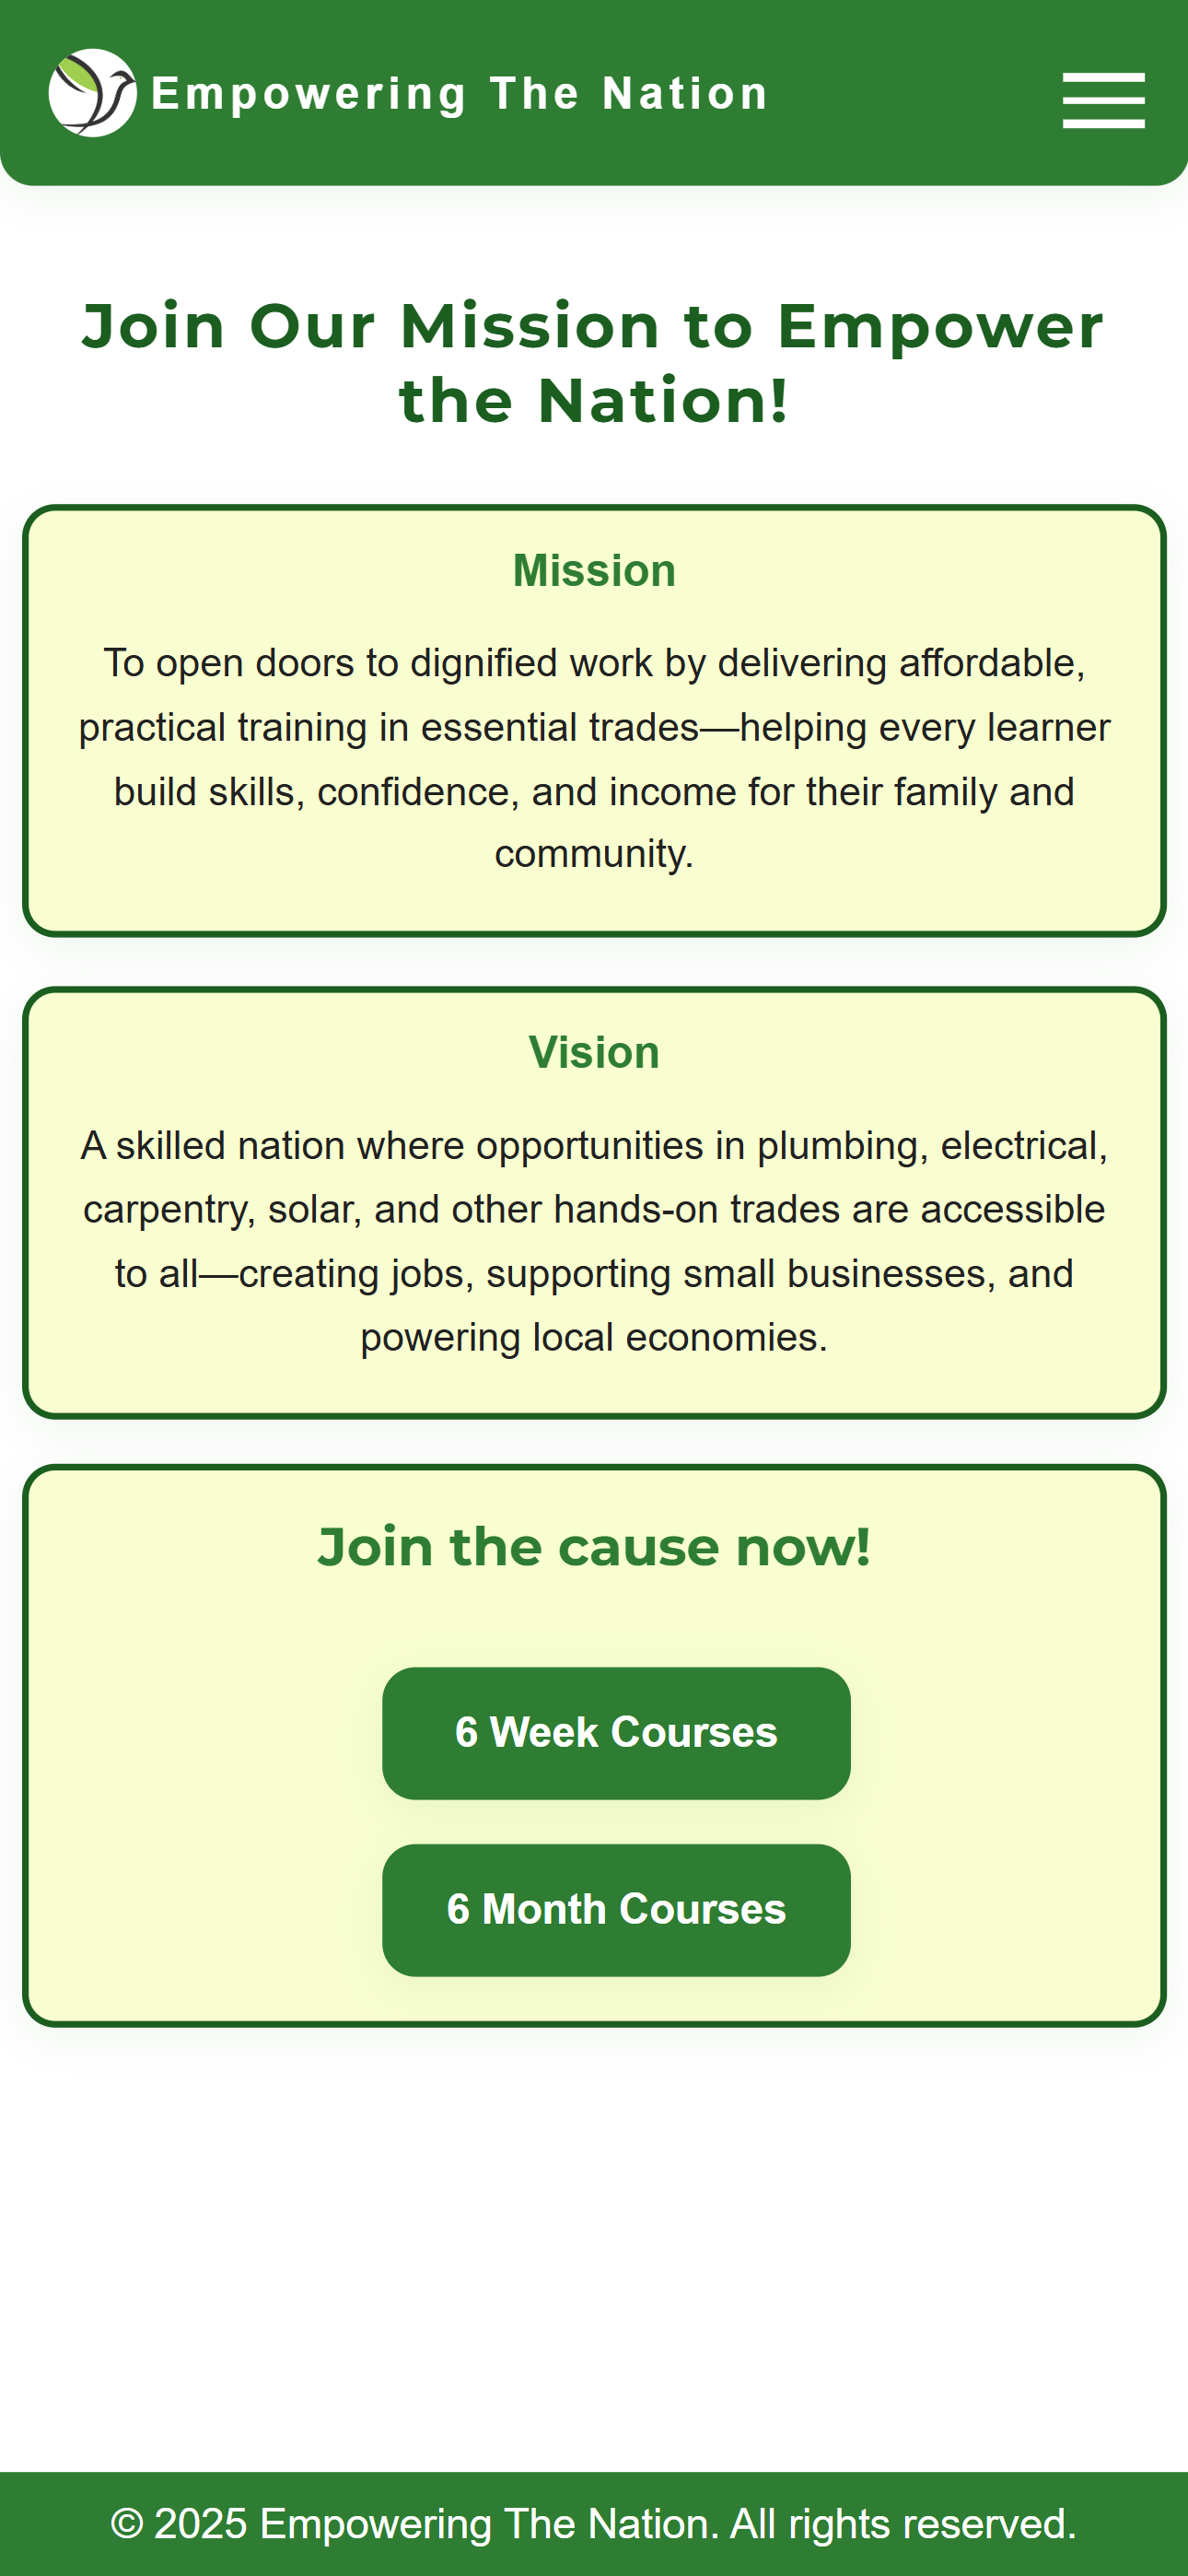 Empowering The Nation
Join Our Mission to Empower
the Nation!
Mission
To open doors to dignified work by delivering affordable,
practical training in essential trades—helping every learner
build skills, confidence, and income for their family and
community.
Vision
A skilled nation where opportunities in plumbing, electrical,
carpentry, solar, and other hands-on trades are accessible
to all—creating jobs, supporting small businesses, and
powering local economies.
Join the cause now!
6 Week Courses
6 Month Courses
© 2025 Empowering The Nation. All rights reserved.